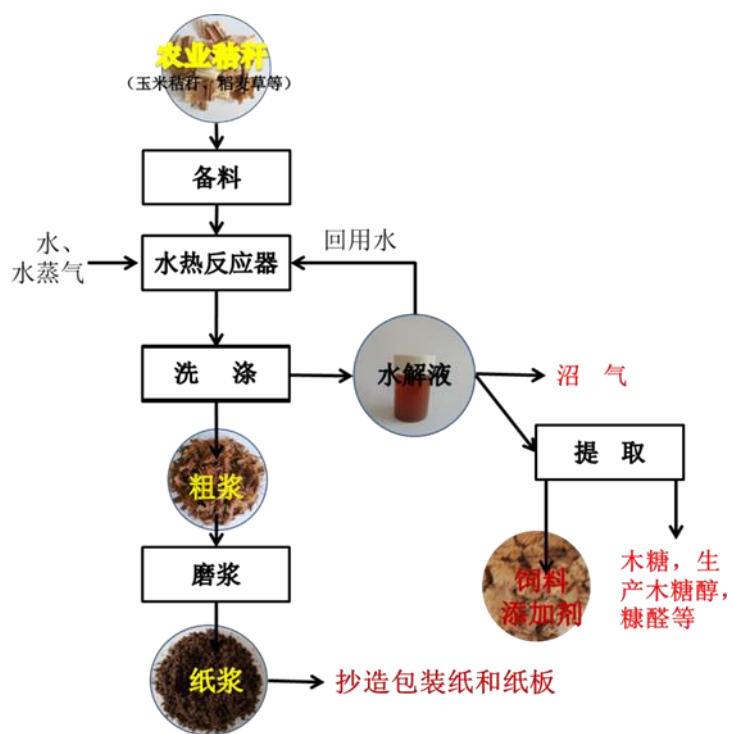 农业秸秆
（玉米秸秆、稻麦草等）
备料
水、
水蒸气
水热反应器
回用水
洗 涤
水解液
沼 气
提 取
粗浆
磨浆
饲料
添加剂
木糖，生
产木糖醇，
糠醛等
纸浆
抄造包装纸和纸板